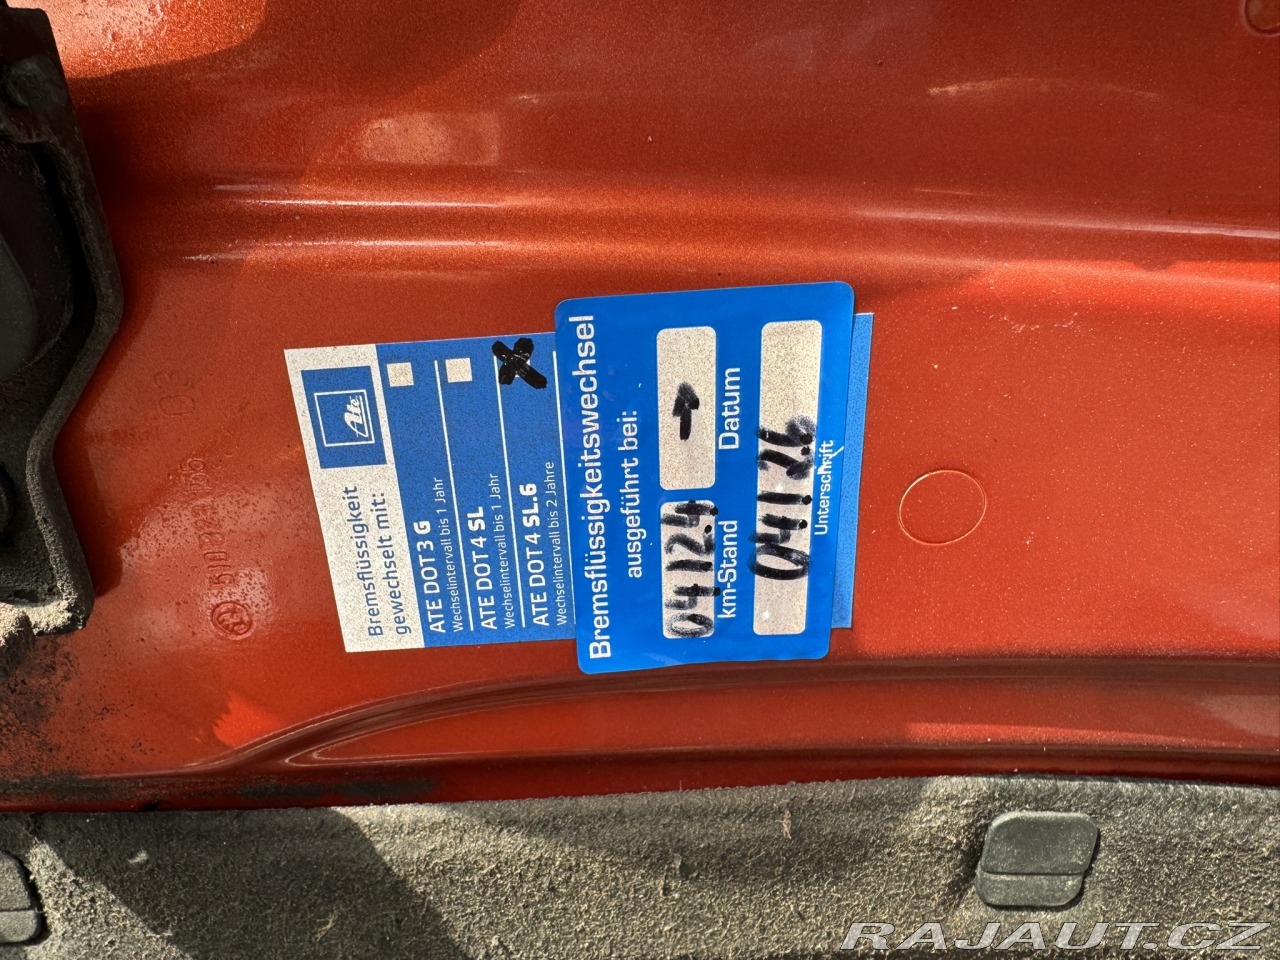 Ate
Bremsflüssigkeit
gewechselt mit:
ATE DOT 3 G
Wechselintervall bis 1 Jahr
ATE DOT 4 SL
Wechselintervall bis 1 Jahr
ATE DOT 4 SL.6
Wechselintervall bis 2 Jahre
Bremsflüssigkeitswechsel
ausgeführt bei:
04/24 →
km-Stand Datum
04/26
Unterschrift
RAJAUT.CZ